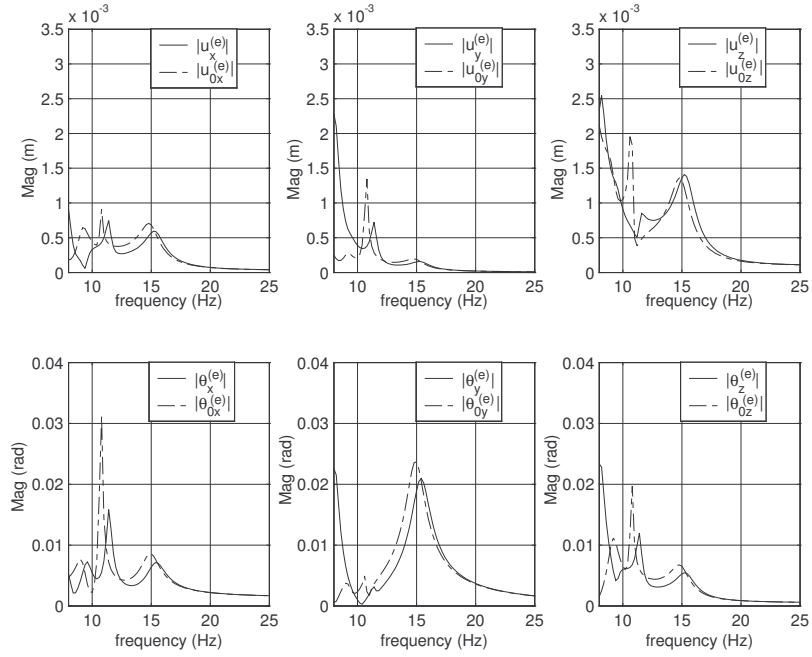 x 10⁻³
3.5
3
2.5
2
1.5
1
0.5
0
10 15 20 25
frequency (Hz)
Mag (m)
|u_x^(e)|
|u_0x^(e)|
x 10⁻³
3.5
3
2.5
2
1.5
1
0.5
0
10 15 20 25
frequency (Hz)
Mag (m)
|u_y^(e)|
|u_0y^(e)|
x 10⁻³
3.5
3
2.5
2
1.5
1
0.5
0
10 15 20 25
frequency (Hz)
Mag (m)
|u_z^(e)|
|u_0z^(e)|
0.04
0.03
0.02
0.01
0
10 15 20 25
frequency (Hz)
Mag (rad)
|θ_x^(e)|
|θ_0x^(e)|
0.04
0.03
0.02
0.01
0
10 15 20 25
frequency (Hz)
Mag (rad)
|θ_y^(e)|
|θ_0y^(e)|
0.04
0.03
0.02
0.01
0
10 15 20 25
frequency (Hz)
Mag (rad)
|θ_z^(e)|
|θ_0z^(e)|